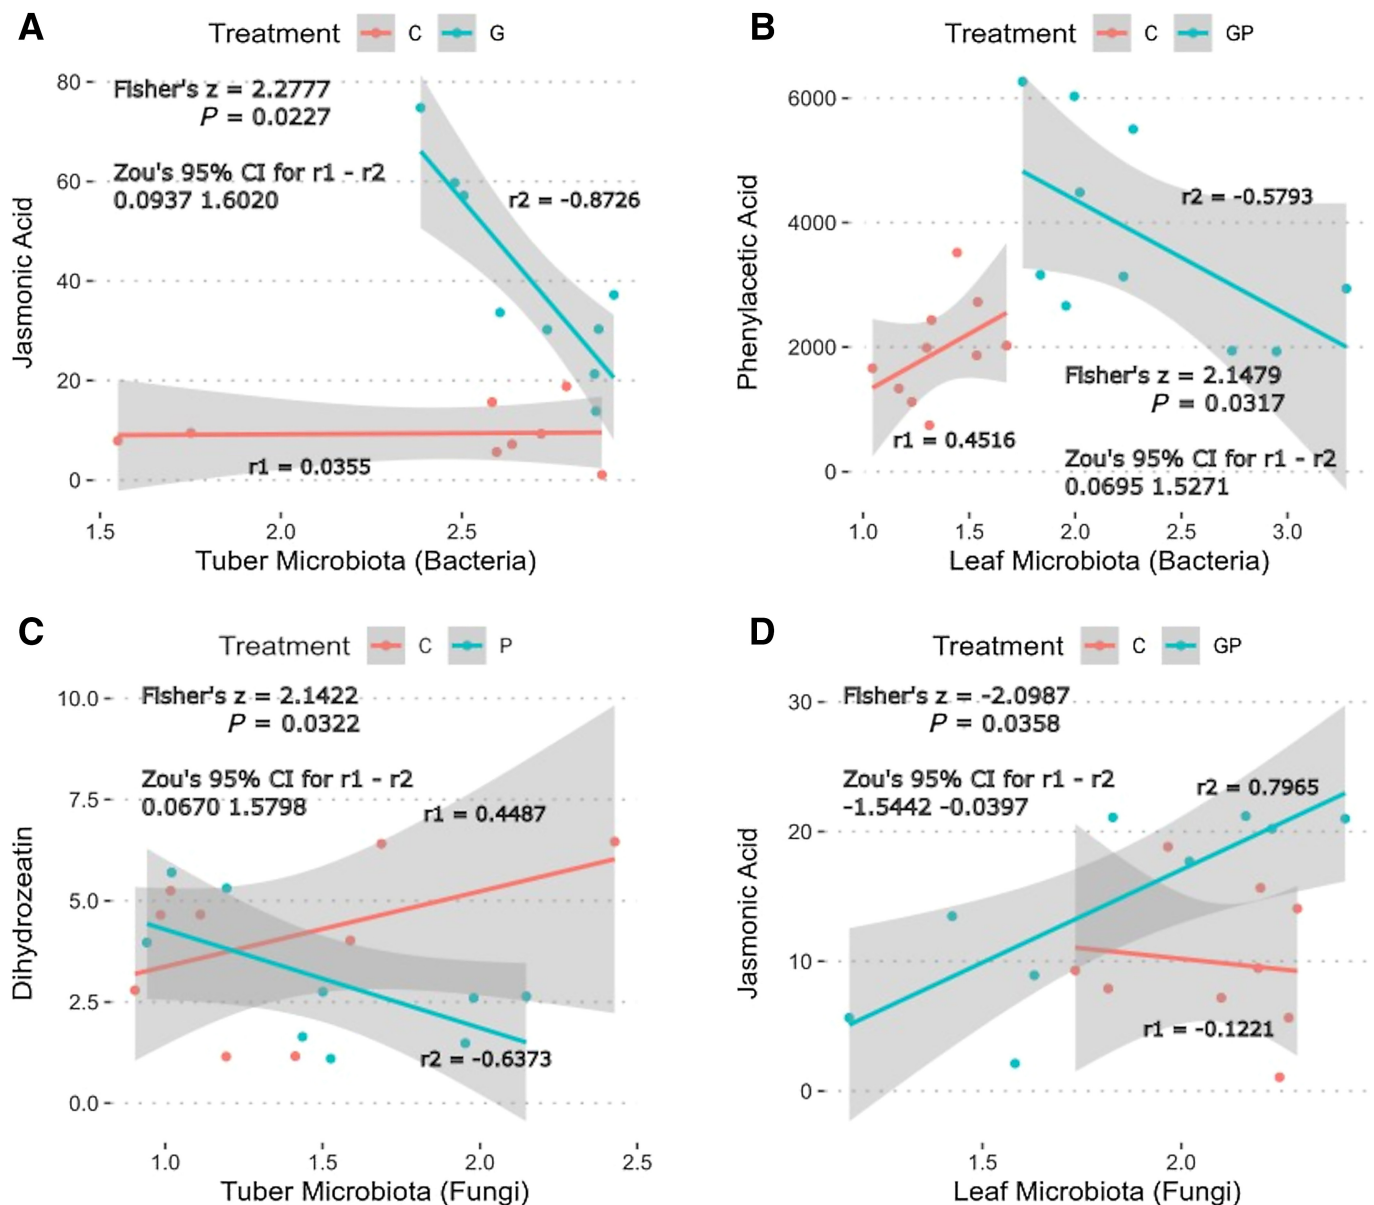 A
Treatment C G
Fisher's z = 2.2777
P = 0.0227
Zou's 95% CI for r1 - r2
0.0937 1.6020
r2 = -0.8726
r1 = 0.0355
80
60
40
20
0
Jasmonic Acid
1.5 2.0 2.5
Tuber Microbiota (Bacteria)
B
Treatment C GP
r2 = -0.5793
Fisher's z = 2.1479
P = 0.0317
r1 = 0.4516
Zou's 95% CI for r1 - r2
0.0695 1.5271
6000
4000
2000
0
Phenylacetic Acid
1.0 1.5 2.0 2.5 3.0
Leaf Microbiota (Bacteria)
C
Treatment C P
Fisher's z = 2.1422
P = 0.0322
Zou's 95% CI for r1 - r2
0.0670 1.5798
r1 = 0.4487
r2 = -0.6373
10.0
7.5
5.0
2.5
0.0
Dihydrozeatin
1.0 1.5 2.0 2.5
Tuber Microbiota (Fungi)
D
Treatment C GP
Fisher's z = -2.0987
P = 0.0358
Zou's 95% CI for r1 - r2
-1.5442 -0.0397
r2 = 0.7965
r1 = -0.1221
30
20
10
0
Jasmonic Acid
1.5 2.0
Leaf Microbiota (Fungi)